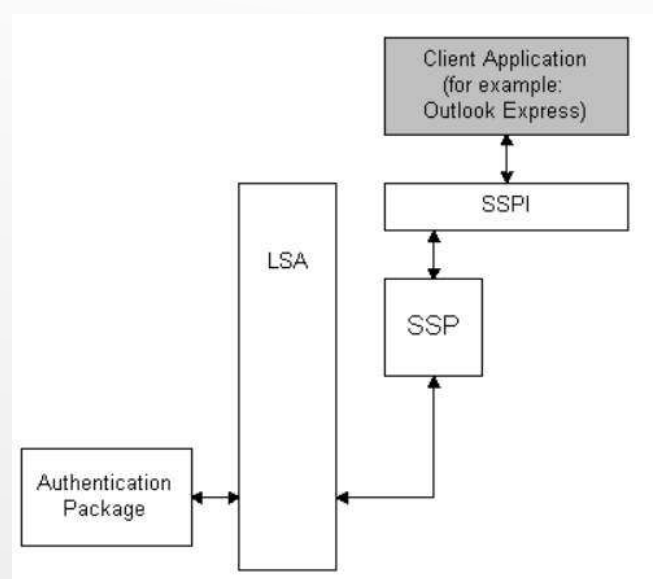 Client Application
(for example:
Outlook Express)
SSPI
LSA
SSP
Authentication
Package